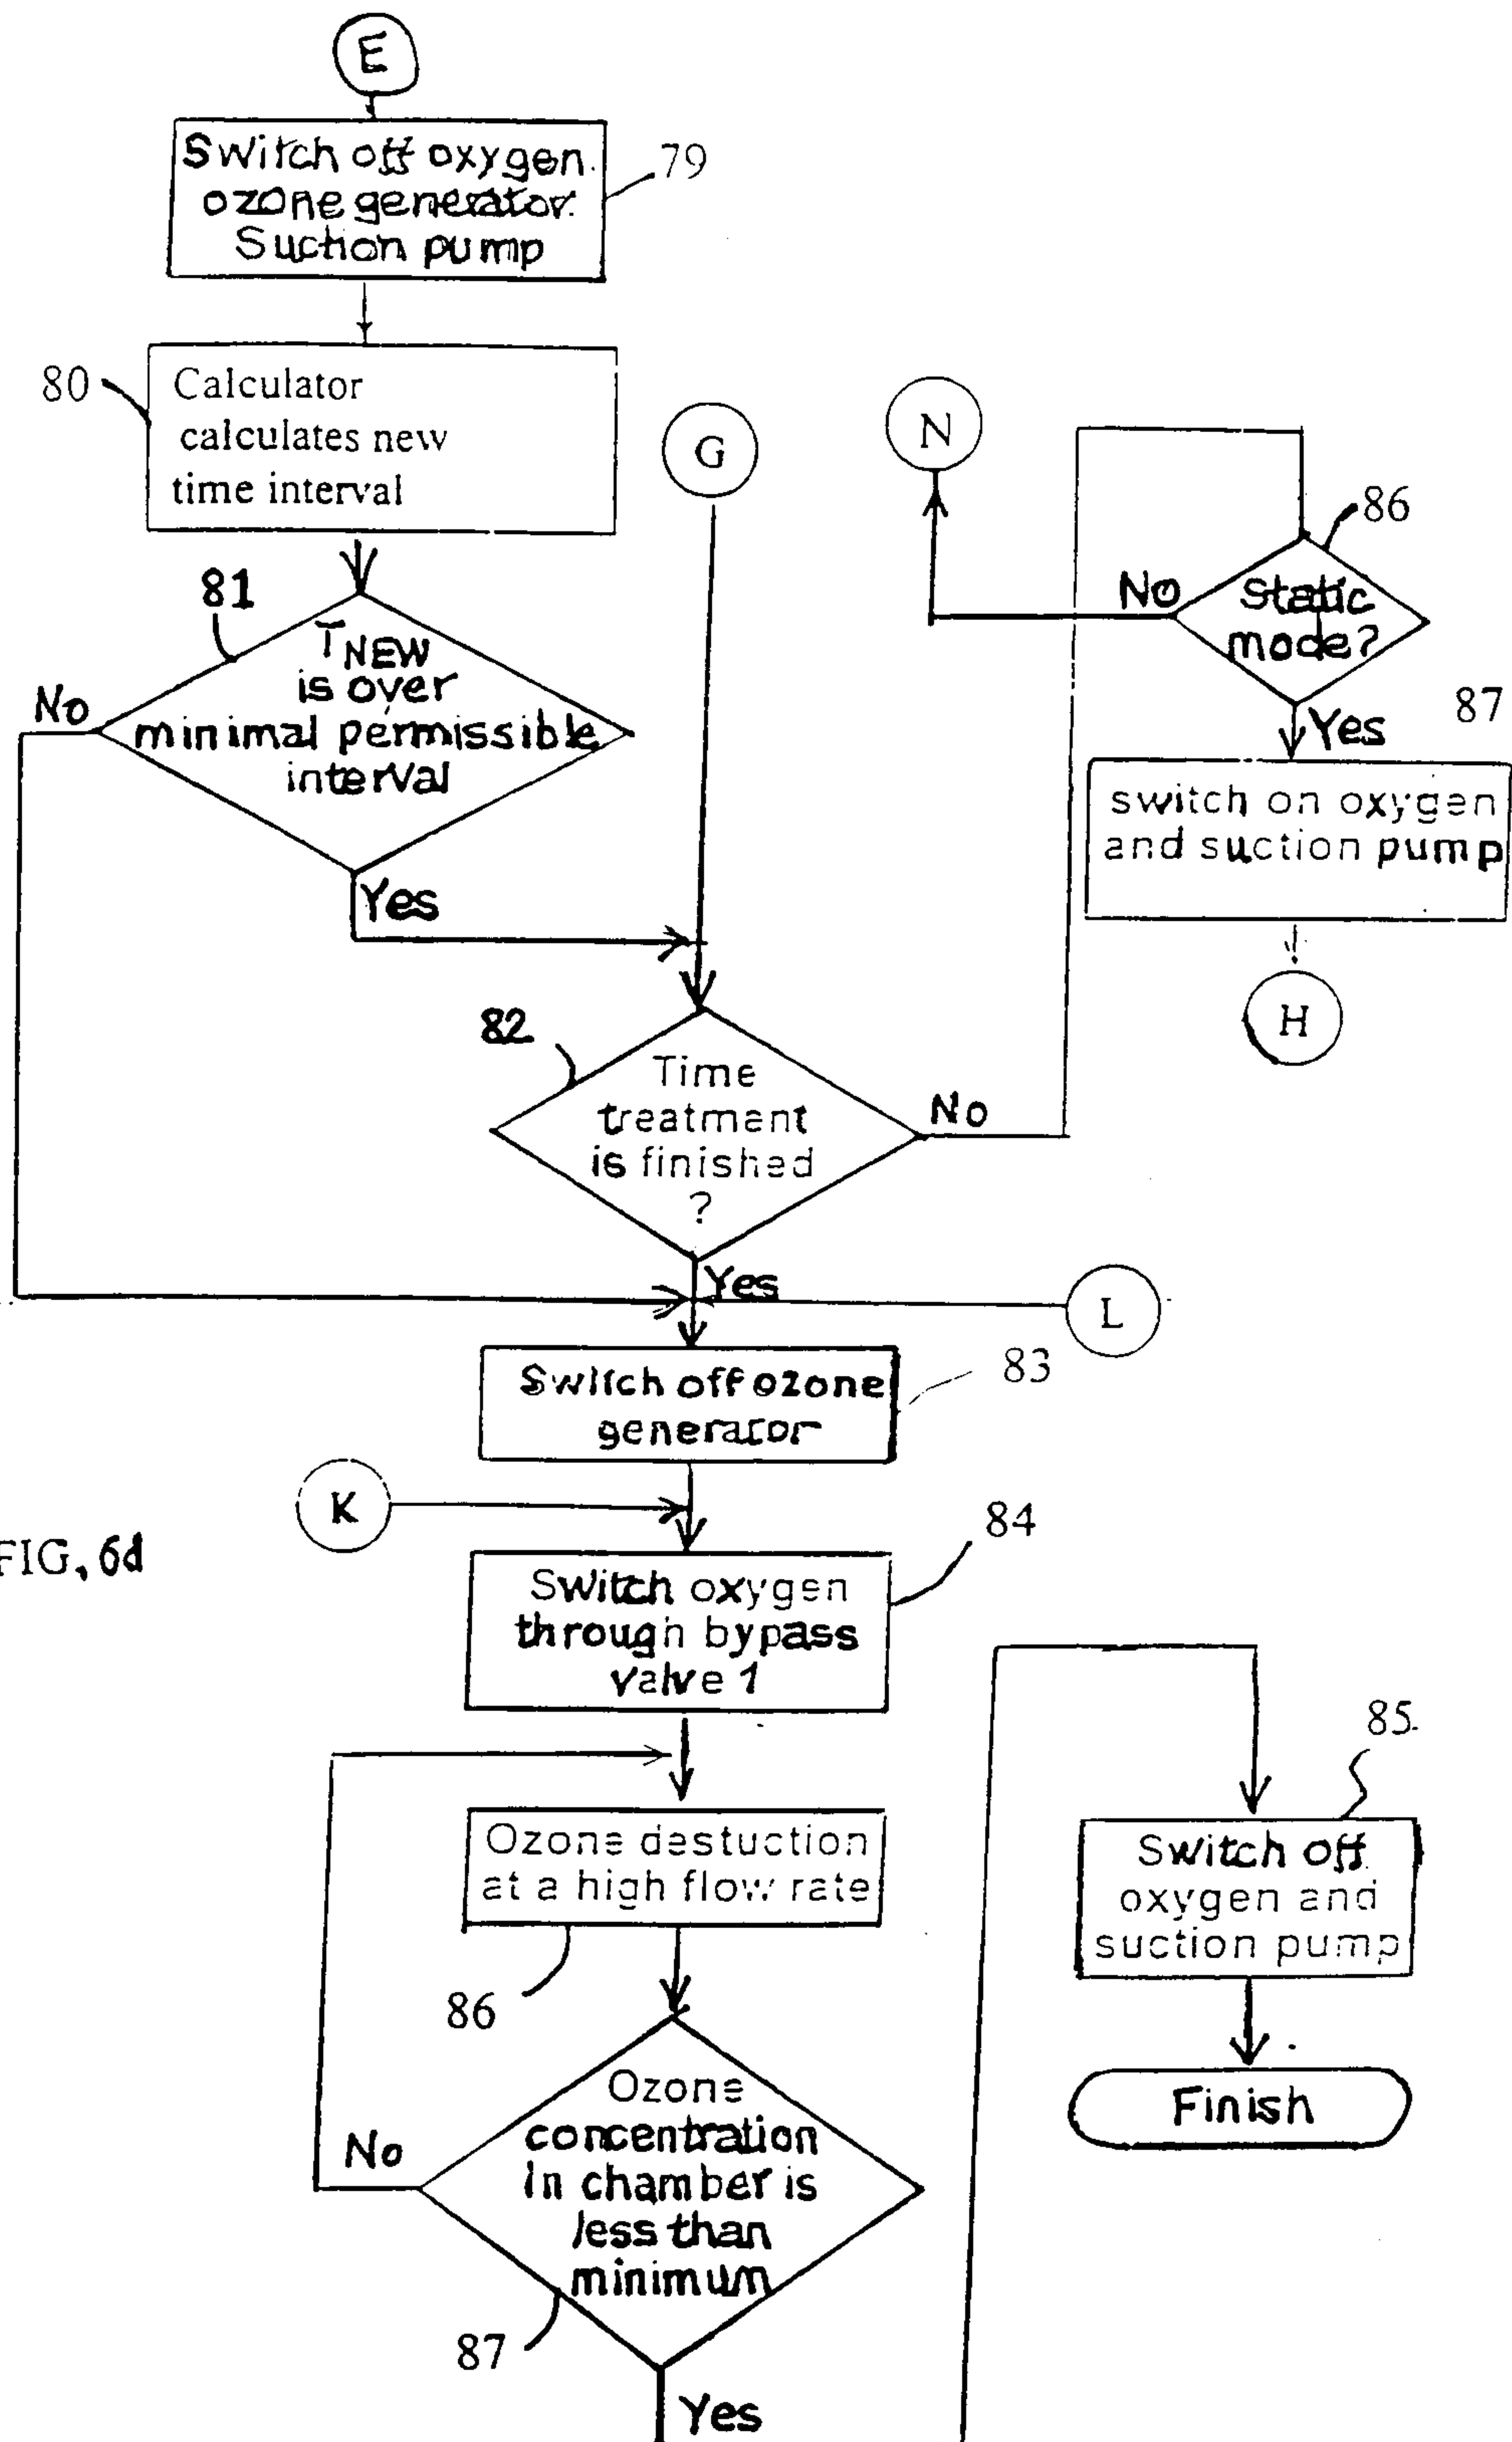 E
Switch off oxygen.
ozone generator.
Suction pump
79
80
Calculator
calculates new
time interval
G
N
86
Static
mode?
No
Yes
87
switch on oxygen
and suction pump
H
81
TNEW
is over
minimal permissible
interval
No
Yes
82
Time
treatment
is finished
?
No
Yes
L
Switch off ozone
generator
83
K
FIG. 6d
84
Switch oxygen
through bypass
valve 1
Ozone destuction
at a high flow rate
86
85
Switch off
oxygen and
suction pump
Finish
Ozone
concentration
in chamber is
less than
minimum
No
87
Yes